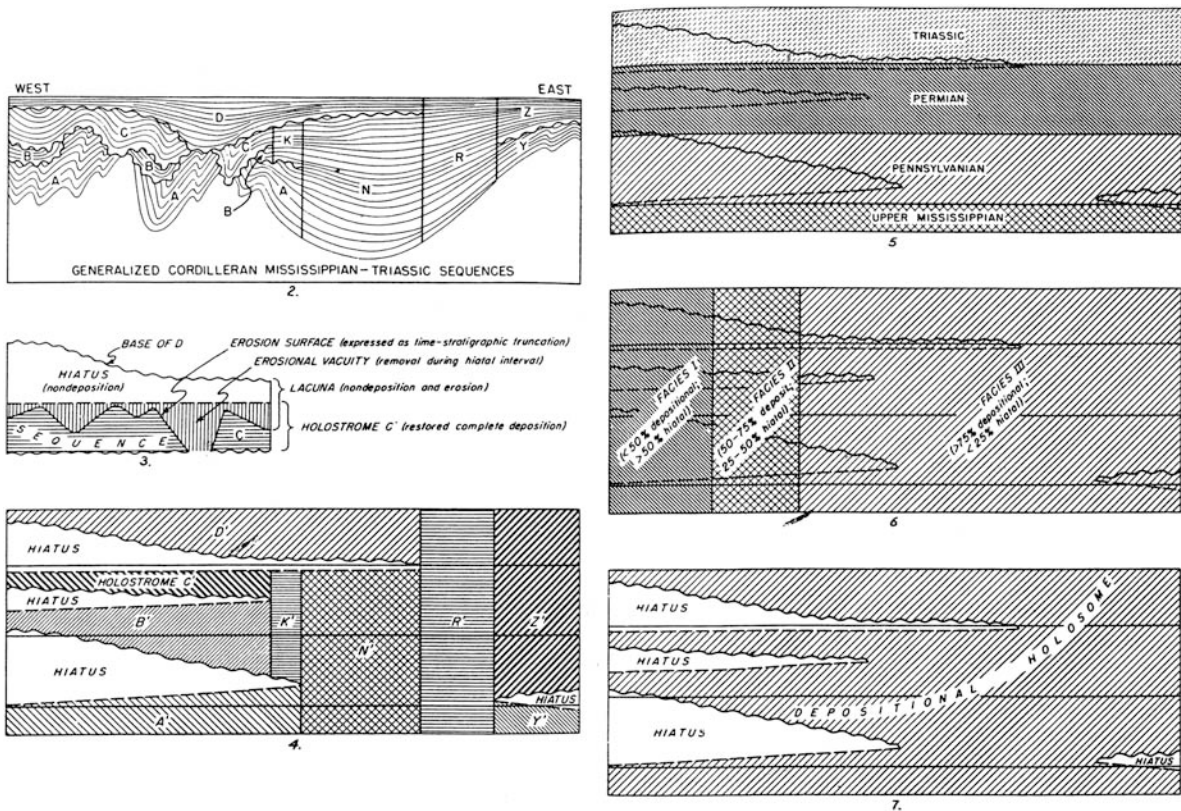 WEST
EAST
D
C
B
A
B
A
C
K
B
A
N
R
Z
Y
GENERALIZED CORDILLERAN MISSISSIPPIAN-TRIASSIC SEQUENCES
2.
BASE OF D
EROSION SURFACE (expressed as time-stratigraphic truncation)
EROSIONAL VACUITY (removal during hiatal interval)
HIATUS
(nondeposition)
LACUNA (nondeposition and erosion)
HOLOSTROME C' (restored complete deposition)
SEQUENCE C
3.
D'
HIATUS
HOLOSTROME C'
HIATUS
B'
K'
N'
R'
Z'
HIATUS
HIATUS
A'
Y'
4.
TRIASSIC
PERMIAN
PENNSYLVANIAN
UPPER MISSISSIPPIAN
5
FACIES I
(<50% depositional;
>50% hiatal)
FACIES II
(50-75% deposit.;
25-50% hiatal)
FACIES III
(>75% depositional;
<25% hiatal)
6
HIATUS
HIATUS
HIATUS
DEPOSITIONAL HOLOSOME
HIATUS
7.